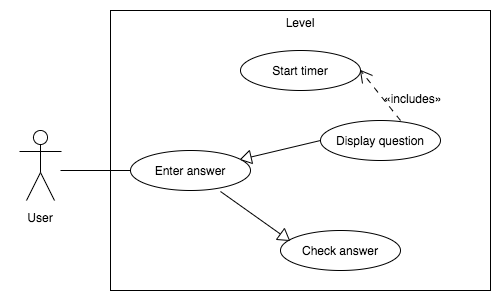 Level
Start timer
«includes»
Display question
Enter answer
User
Check answer